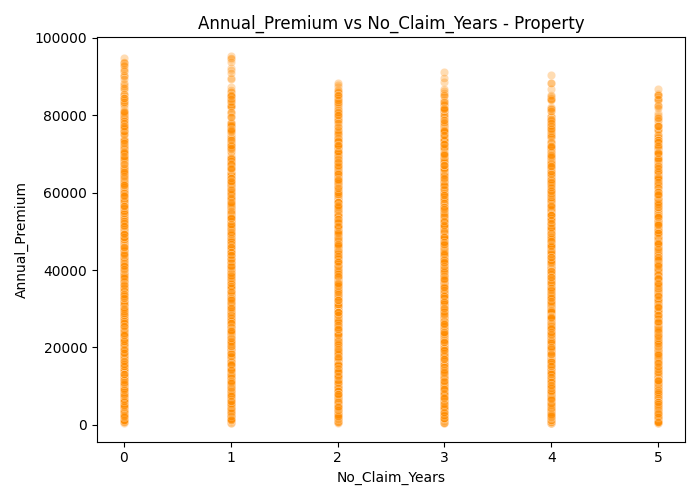 Annual_Premium vs No_Claim_Years - Property
100000
80000
60000
40000
20000
0
Annual_Premium
0 1 2 3 4 5
No_Claim_Years